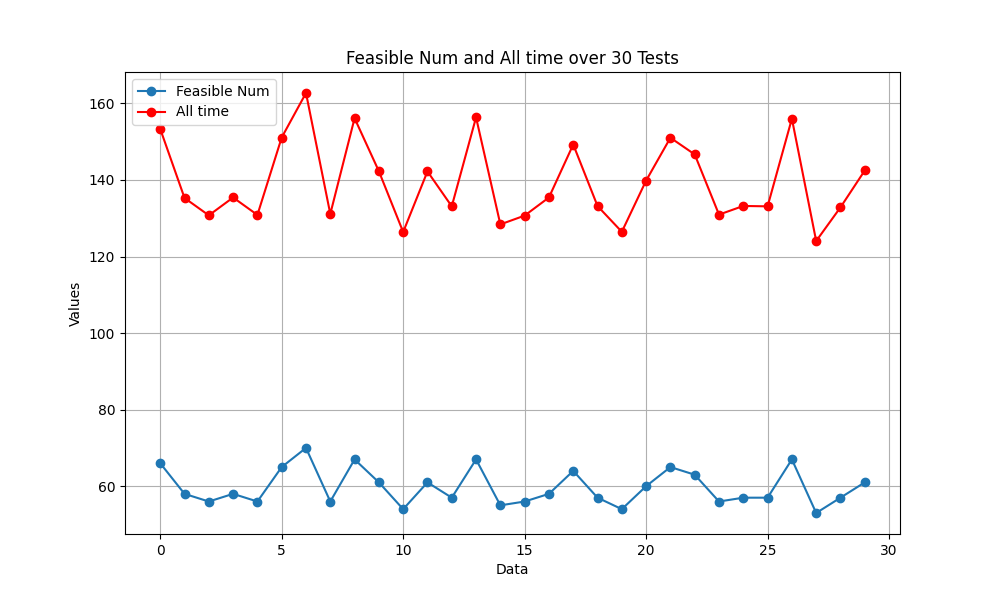 Feasible Num and All time over 30 Tests
Feasible Num
All time
160
140
120
100
80
60
Values
0 5 10 15 20 25 30
Data